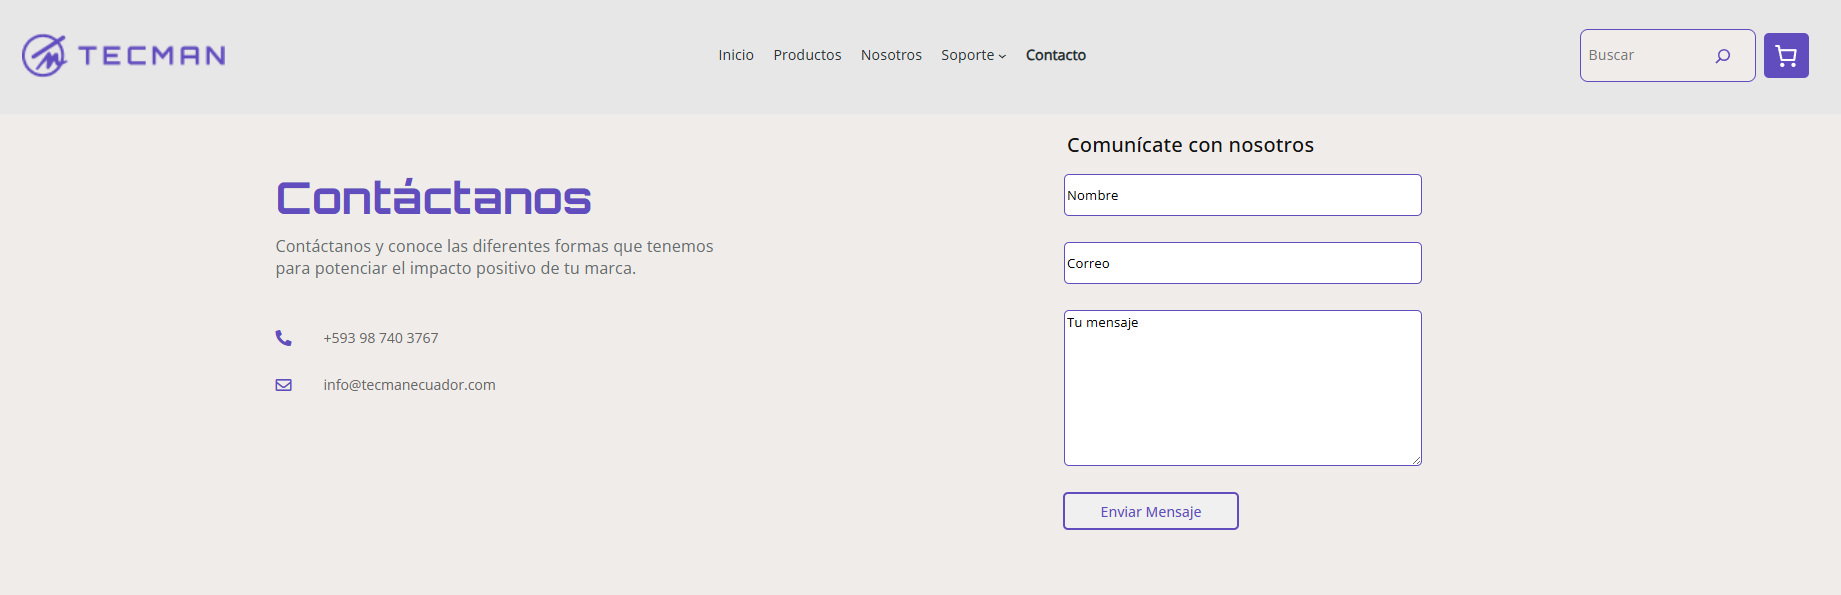 TECMAN
Inicio Productos Nosotros Soporte Contacto
Buscar
Contáctanos
Contáctanos y conoce las diferentes formas que tenemos
para potenciar el impacto positivo de tu marca.
+593 98 740 3767
info@tecmanecuador.com
Comunícate con nosotros
Nombre
Correo
Tu mensaje
Enviar Mensaje